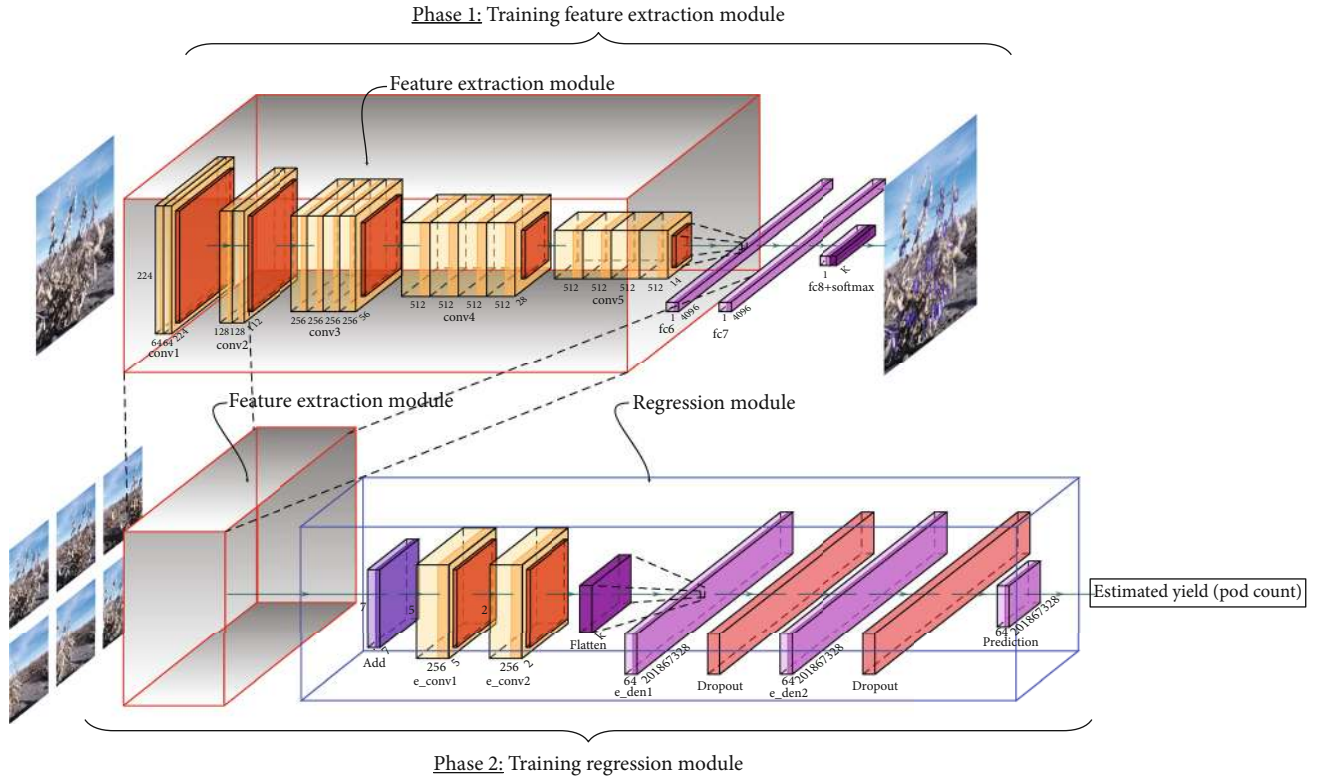 Phase 1: Training feature extraction module
Feature extraction module
224
64 64 224
conv1
128 128 112
conv2
256 256 256 256 56
conv3
512 512 512 512 28
conv4
512 512 512 512 14
conv5
1 4096
fc6
1 4096
fc7
1 K
fc8+softmax
Feature extraction module
Regression module
7 7
Add
5 256 5
e_conv1
2 256 2
e_conv2
K
Flatten
64 201867328
e_den1
Dropout
64 201867328
e_den2
Dropout
64 201867328
Prediction
Estimated yield (pod count)
Phase 2: Training regression module